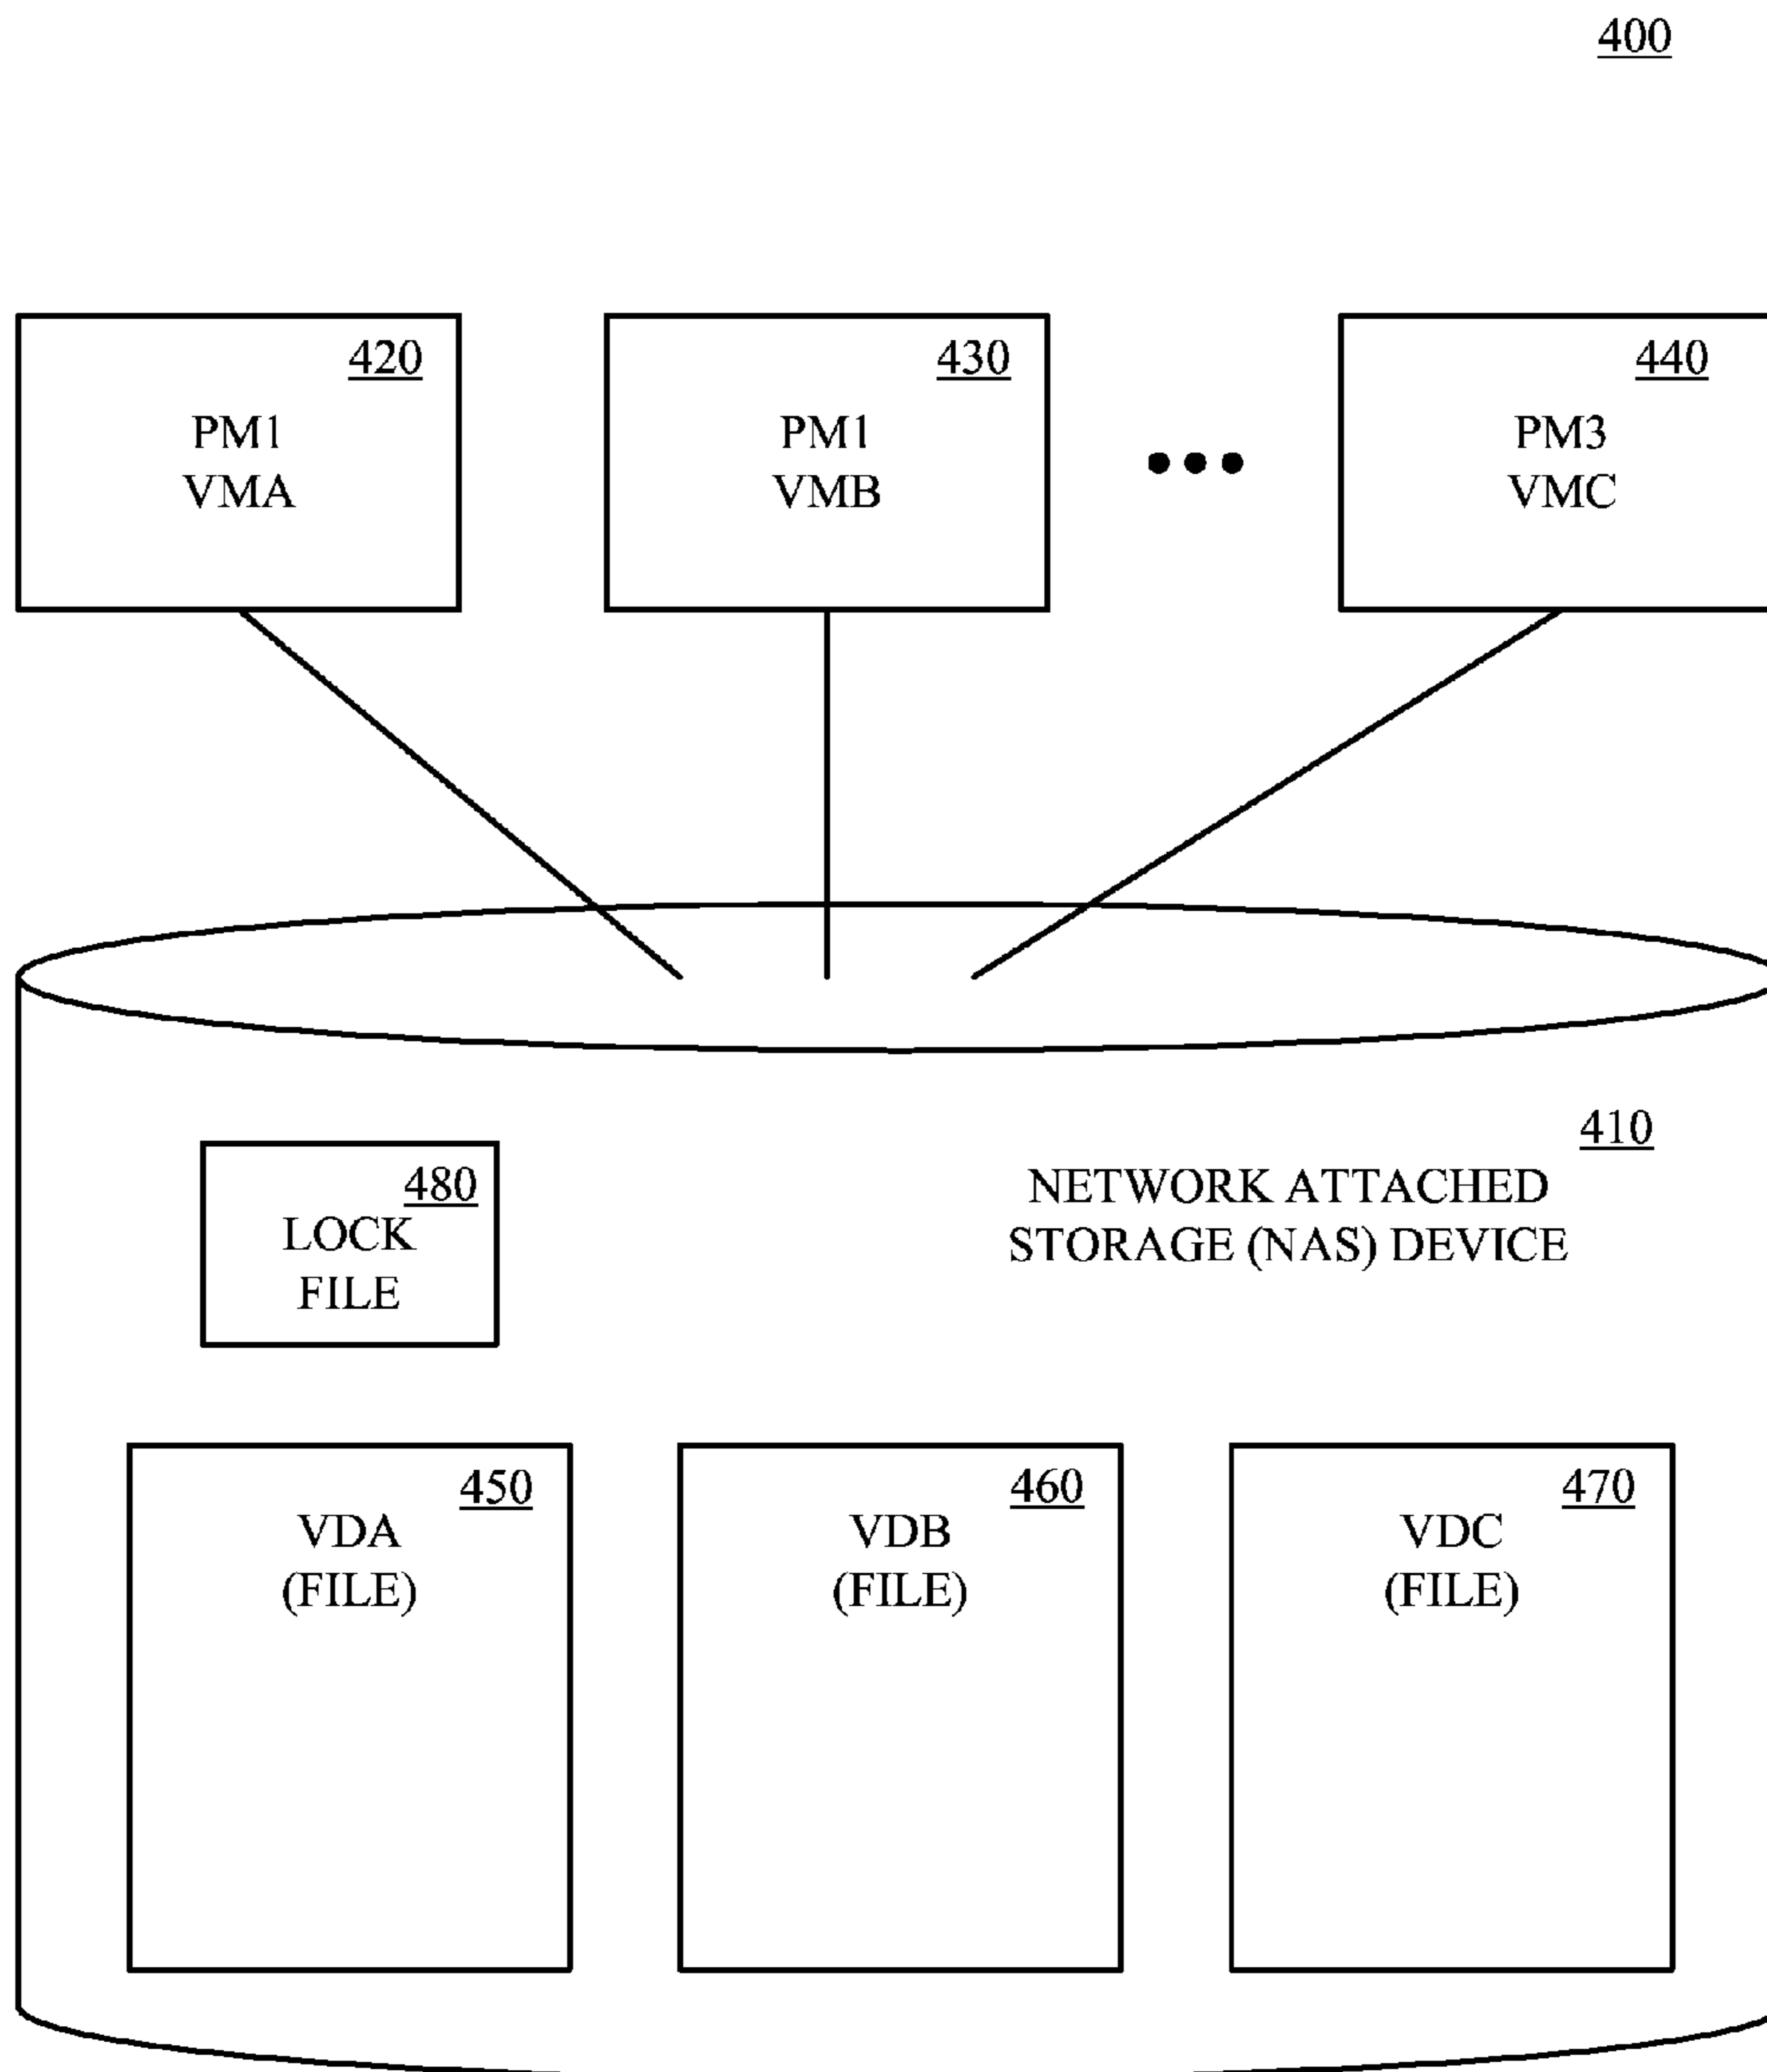 400
420
PM1
VMA
430
PM1
VMB
440
PM3
VMC
410
NETWORK ATTACHED
STORAGE (NAS) DEVICE
480
LOCK
FILE
450
VDA
(FILE)
460
VDB
(FILE)
470
VDC
(FILE)